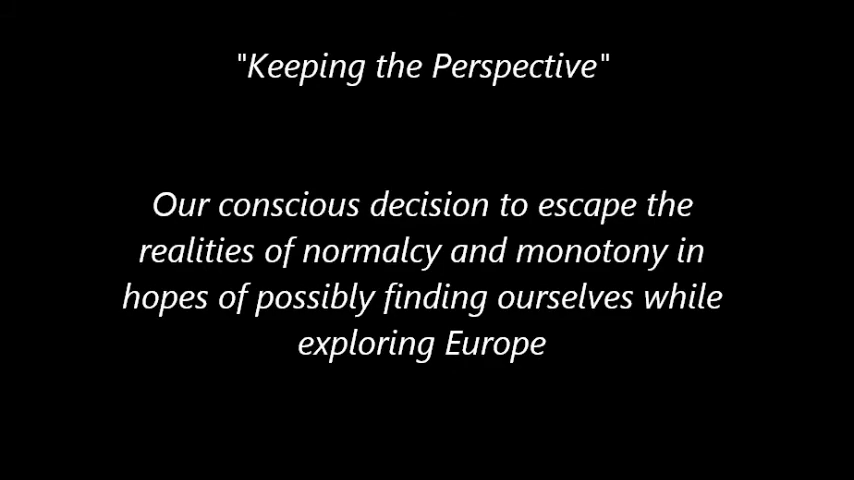 "Keeping the Perspective"
Our conscious decision to escape the
realities of normalcy and monotony in
hopes of possibly finding ourselves while
exploring Europe